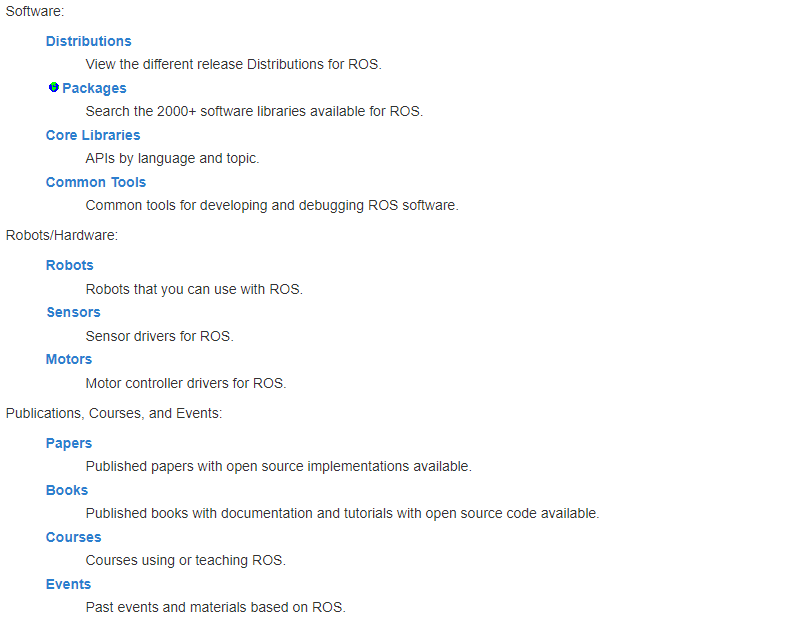 Software:
Distributions
View the different release Distributions for ROS.
Packages
Search the 2000+ software libraries available for ROS.
Core Libraries
APIs by language and topic.
Common Tools
Common tools for developing and debugging ROS software.
Robots/Hardware:
Robots
Robots that you can use with ROS.
Sensors
Sensor drivers for ROS.
Motors
Motor controller drivers for ROS.
Publications, Courses, and Events:
Papers
Published papers with open source implementations available.
Books
Published books with documentation and tutorials with open source code available.
Courses
Courses using or teaching ROS.
Events
Past events and materials based on ROS.